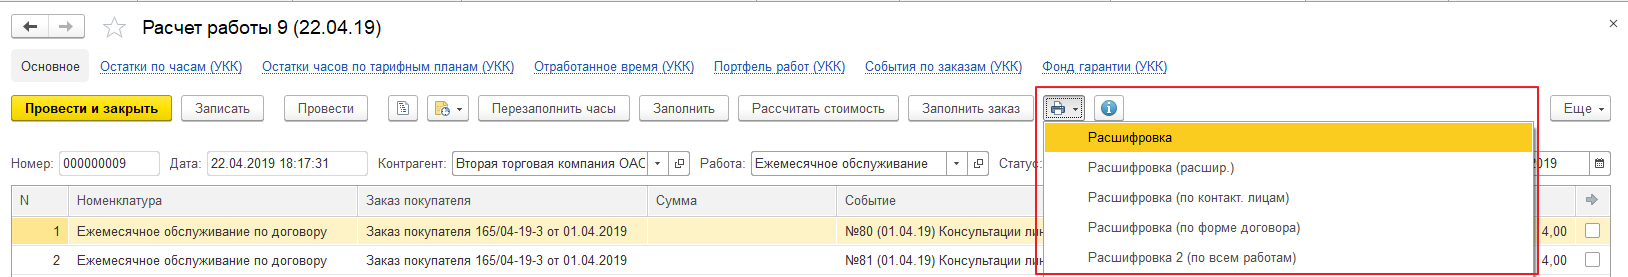 Расчет работы 9 (22.04.19)
Основное Остатки по часам (УКК) Остатки часов по тарифным планам (УКК) Отработанное время (УКК) Портфель работ (УКК) События по заказам (УКК) Фонд гарантии (УКК)
Провести и закрыть Записать Провести Перезаполнить часы Заполнить Рассчитать стоимость Заполнить заказ Еще
Расшифровка
Номер: 000000009 Дата: 22.04.2019 18:17:31 Контрагент: Вторая торговая компания ОАО Работа: Ежемесячное обслуживание Статус: 2019
Расшифровка (расшир.)
N Номенклатура Заказ покупателя Сумма Событие
Расшифровка (по контакт. лицам)
1 Ежемесячное обслуживание по договору Заказ покупателя 165/04-19-3 от 01.04.2019 №80 (01.04.19) Консультации лин 4,00
Расшифровка (по форме договора)
2 Ежемесячное обслуживание по договору Заказ покупателя 165/04-19-3 от 01.04.2019 №81 (01.04.19) Консультации лин 4,00
Расшифровка 2 (по всем работам)